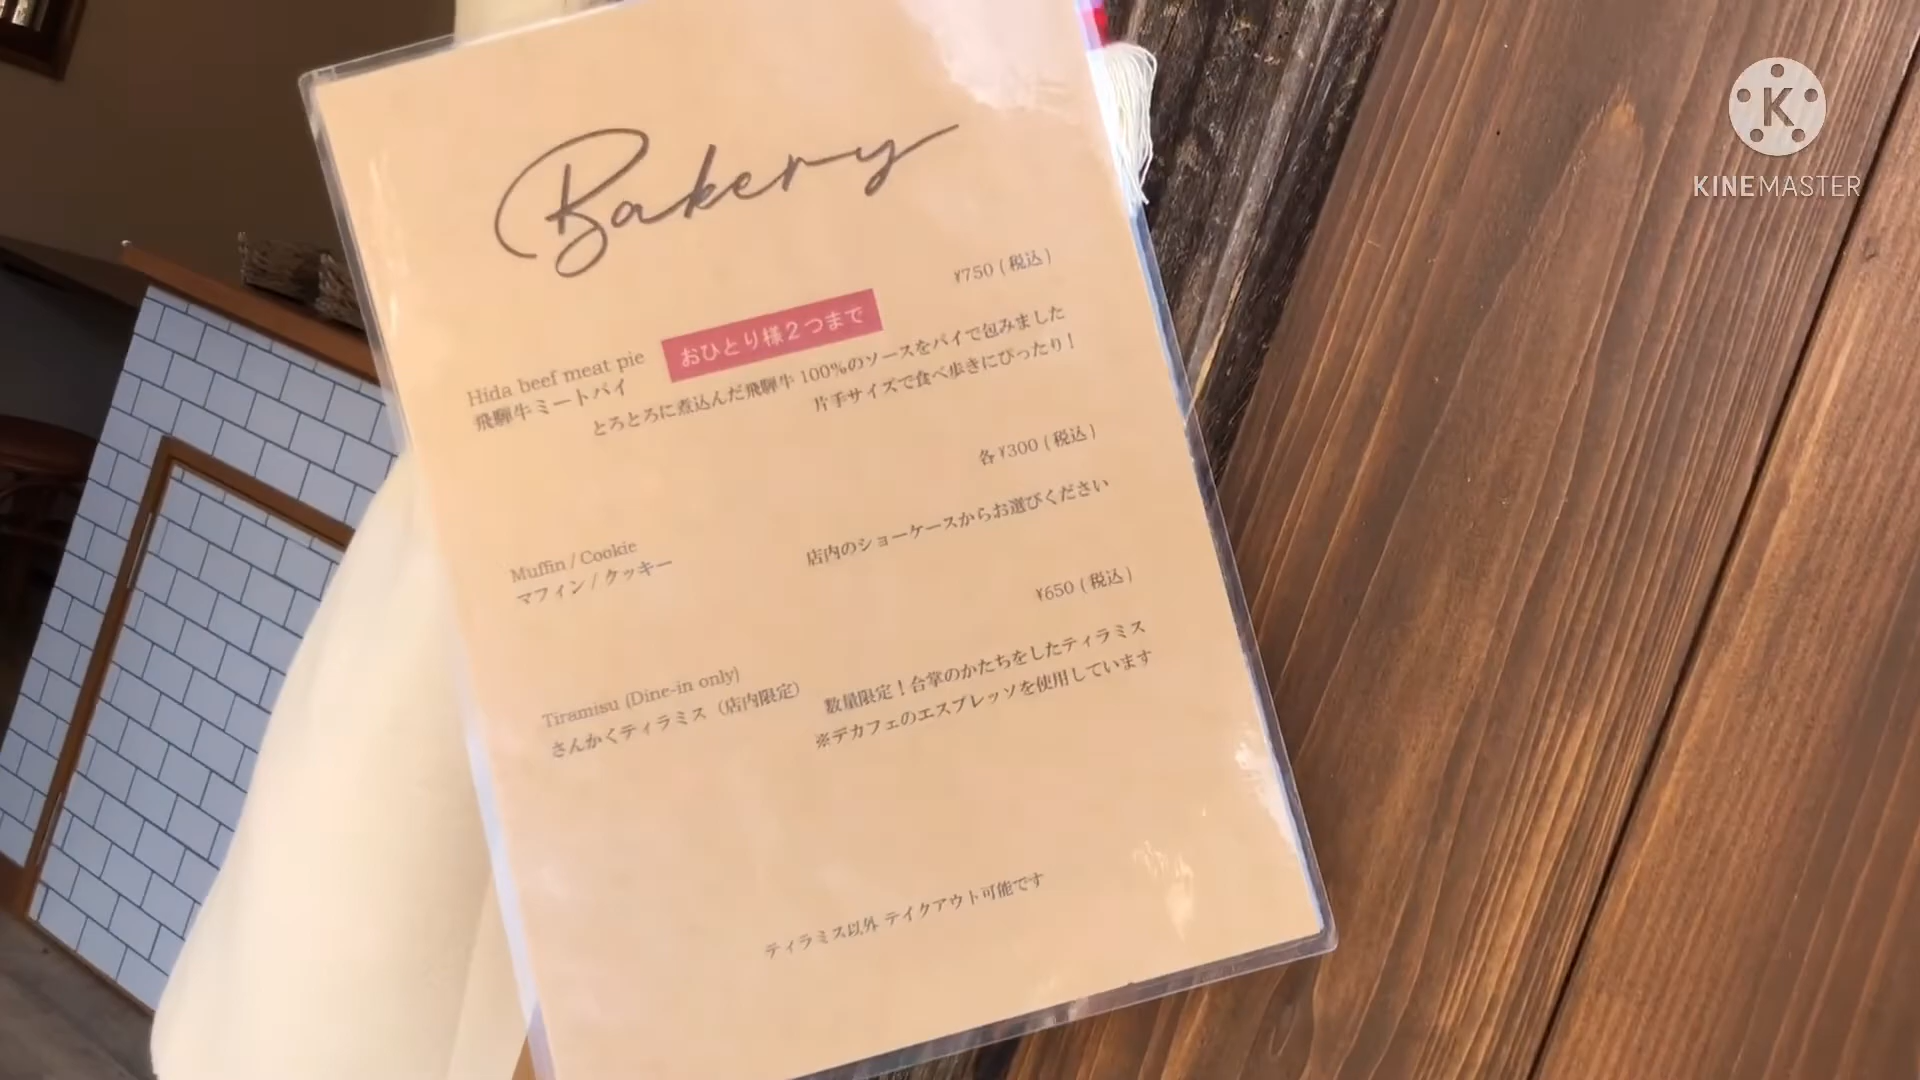 Bakery
¥750 ( 税込 )
おひとり様2つまで
Hida beef meat pie
飛騨牛ミートパイ
とろとろに煮込んだ飛騨牛 100%のソースをパイで包みました
片手サイズで食べ歩きにぴったり！
各 ¥300 ( 税込 )
Muffin / Cookie
マフィン / クッキー
店内のショーケースからお選びください
¥650 ( 税込 )
Tiramisu (Dine-in only)
さんかくティラミス（店内限定）
数量限定！合掌のかたちをしたティラミス
※デカフェのエスプレッソを使用しています
ティラミス以外 テイクアウト可能です
K
KINEMASTER